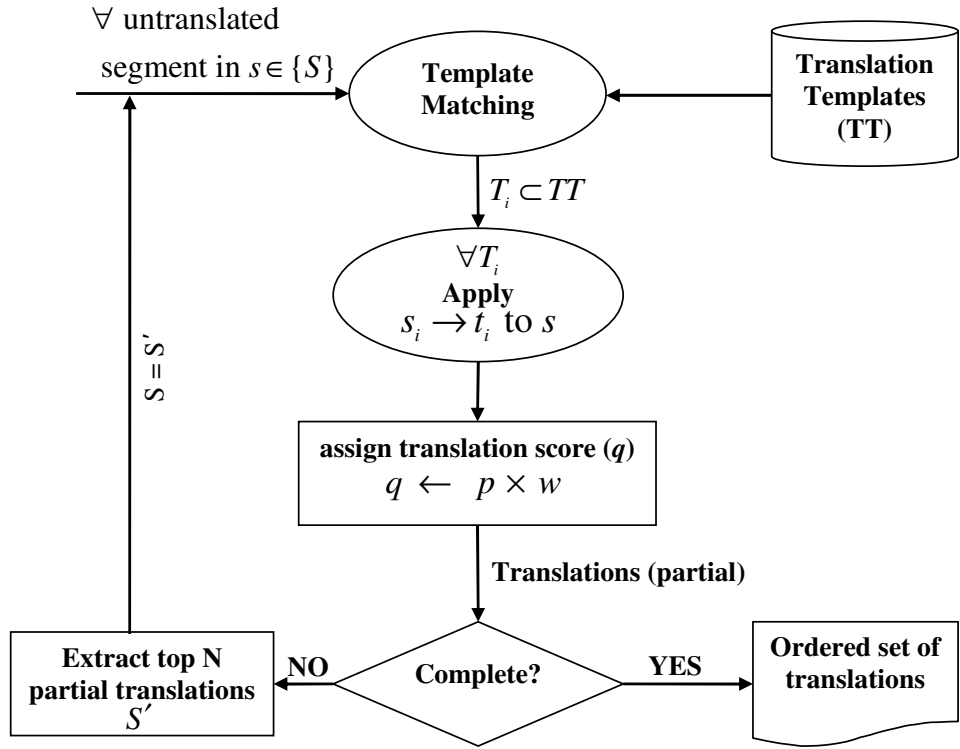 ∀ untranslated
segment in s ∈ {S}
Template
Matching
Translation
Templates
(TT)
T_i ⊂ TT
∀T_i
Apply
s_i → t_i to s
S = S′
assign translation score (q)
q ← p × w
Translations (partial)
Extract top N
partial translations
S′
NO
Complete?
YES
Ordered set of
translations